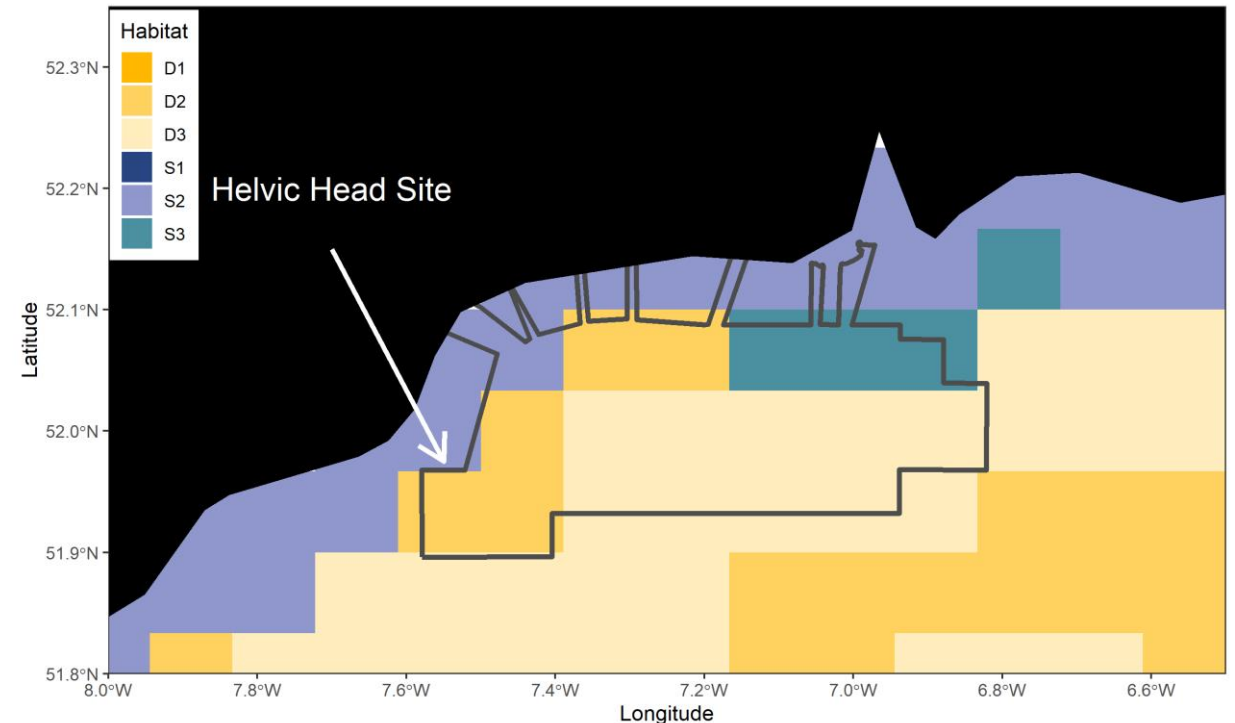 Habitat
D1
D2
D3
S1
S2
S3
Helvic Head Site
Latitude
52.3°N
52.2°N
52.1°N
52.0°N
51.9°N
51.8°N
8.0°W
7.8°W
7.6°W
7.4°W
7.2°W
7.0°W
6.8°W
6.6°W
Longitude